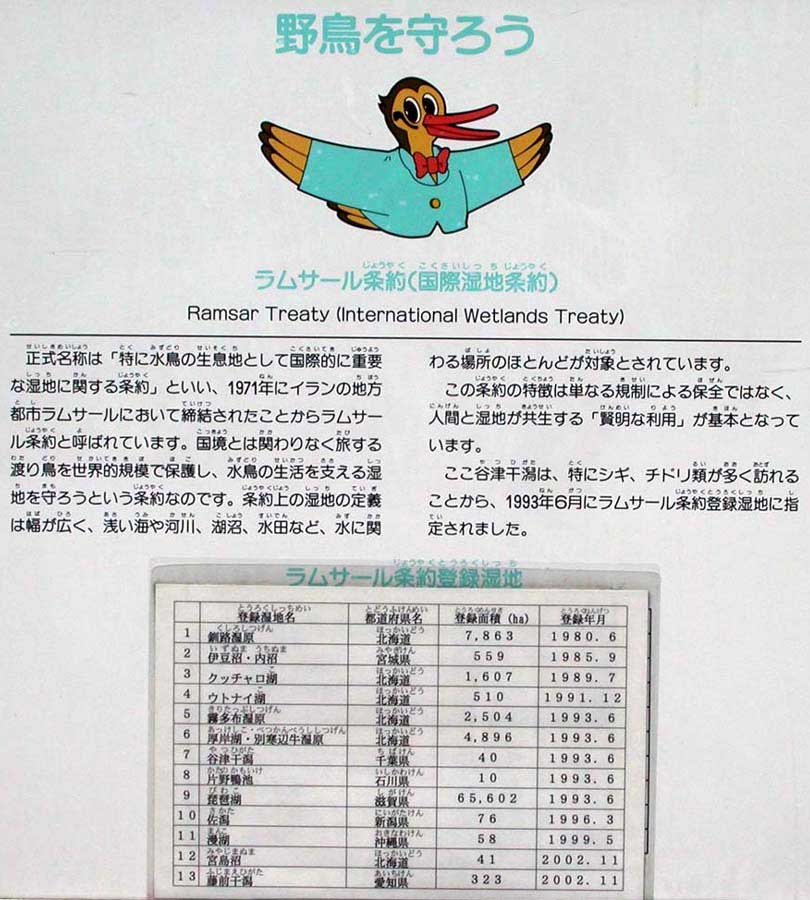 野鳥を守ろう
ラムサール条約(国際湿地条約)
Ramsar Treaty (International Wetlands Treaty)
正式名称は「特に水鳥の生息地として国際的に重要
な湿地に関する条約」といい、1971年にイランの地方
都市ラムサールにおいて締結されたことからラムサー
ル条約と呼ばれています。国境とは関わりなく旅する
渡り鳥を世界的規模で保護し、水鳥の生活を支える湿
地を守ろうという条約なのです。条約上の湿地の定義
は幅が広く、浅い海や河川、湖沼、水田など、水に関
わる場所のほとんどが対象とされています。
この条約の特徴は単なる規制による保全ではなく、
人間と湿地が共生する「賢明な利用」が基本となって
います。
ここ谷津干潟は、特にシギ、チドリ類が多く訪れる
ことから、1993年6月にラムサール条約登録湿地に指
定されました。
ラムサール条約登録湿地
登録湿地名 都道府県名 登録面積(ha) 登録年月
1 釧路湿原 北海道 7,863 1980.6
2 伊豆沼・内沼 宮城県 559 1985.9
3 クッチャロ湖 北海道 1,607 1989.7
4 ウトナイ湖 北海道 510 1991.12
5 霧多布湿原 北海道 2,504 1993.6
6 厚岸湖・別寒辺牛湿原 北海道 4,896 1993.6
7 谷津干潟 千葉県 40 1993.6
8 片野鴨池 石川県 10 1993.6
9 琵琶湖 滋賀県 65,602 1993.6
10 佐潟 新潟県 76 1996.3
11 漫湖 沖縄県 58 1999.5
12 宮島沼 北海道 41 2002.11
13 藤前干潟 愛知県 323 2002.11